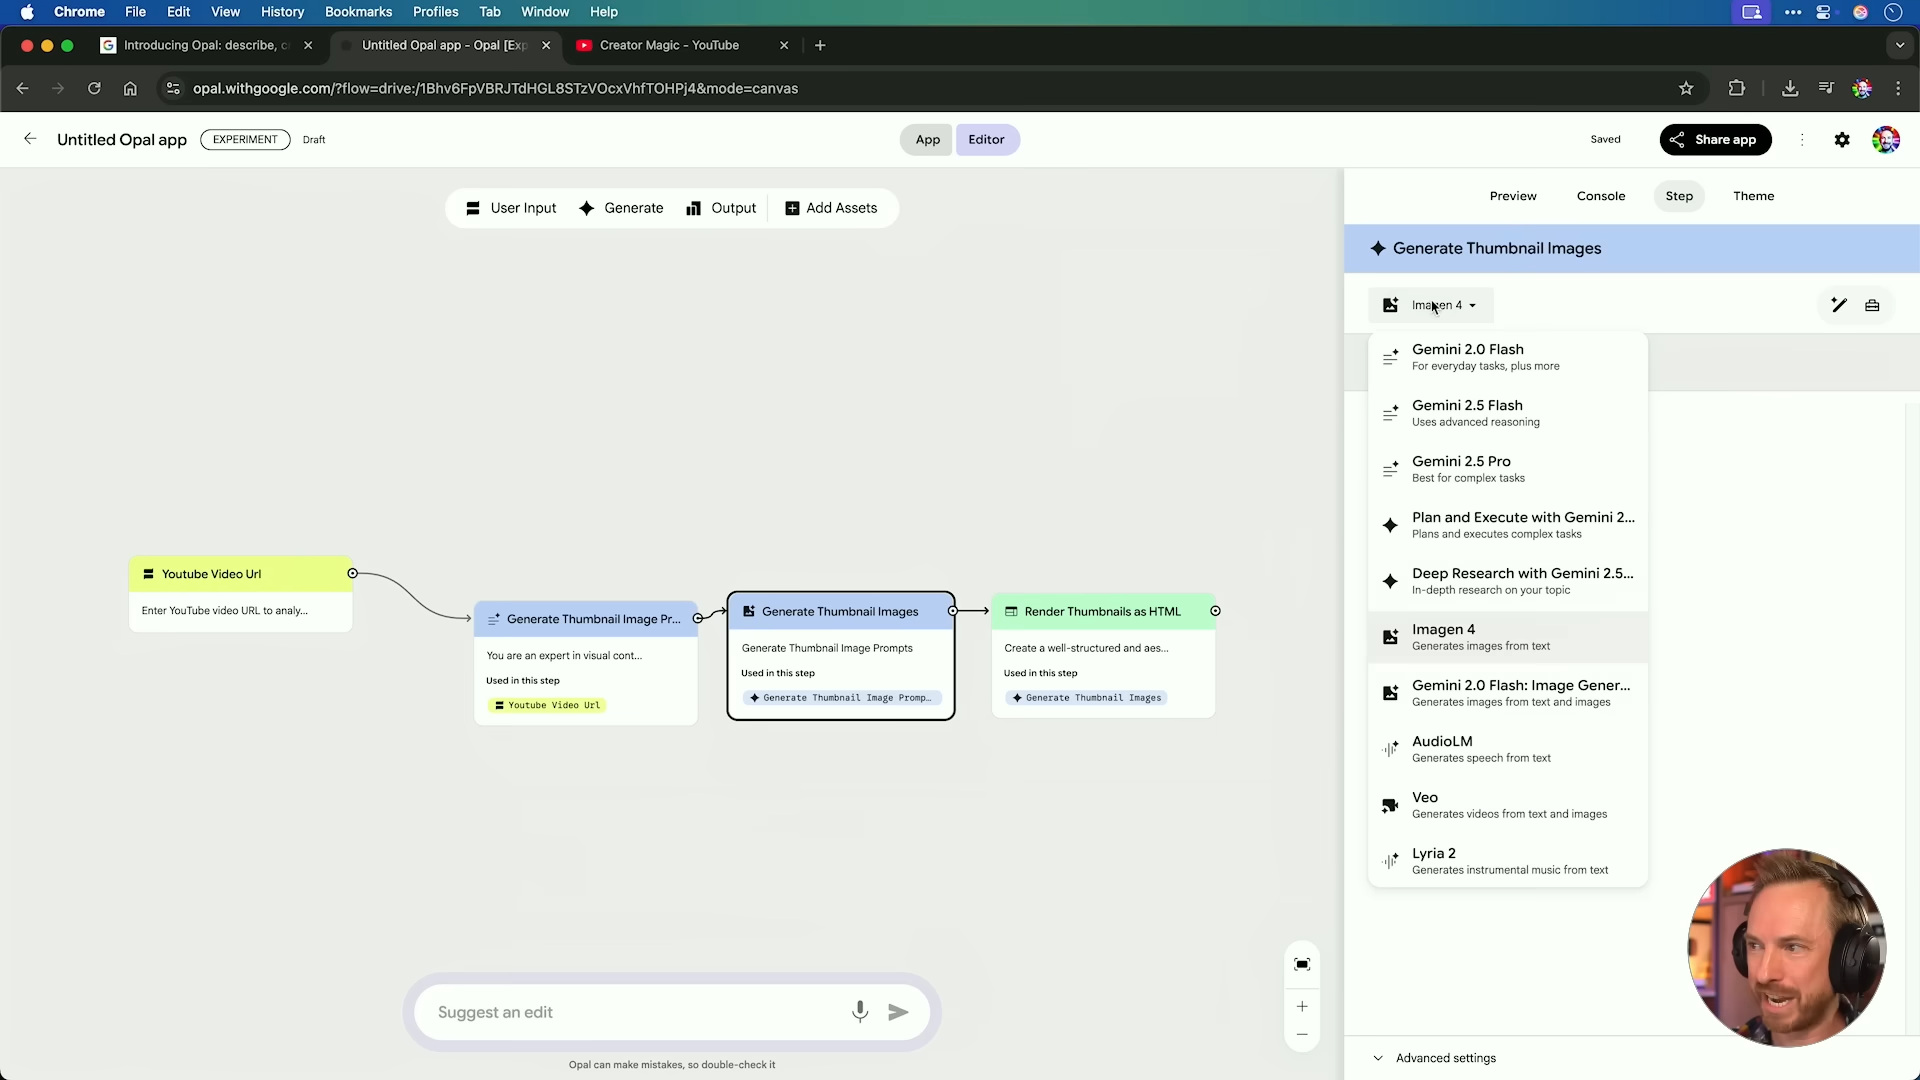 Chrome File Edit View History Bookmarks Profiles Tab Window Help
Introducing Opal: describe, c
Untitled Opal app - Opal [Exp
Creator Magic - YouTube
opal.withgoogle.com/?flow=drive:/1Bhv6FpVBRJTdHGL8STzVOcxVhfTOHPj4&mode=canvas
Untitled Opal app EXPERIMENT Draft
App Editor
Saved Share app
User Input Generate Output Add Assets
Preview Console Step Theme
Generate Thumbnail Images
Imagen 4
Gemini 2.0 Flash
For everyday tasks, plus more
Gemini 2.5 Flash
Uses advanced reasoning
Gemini 2.5 Pro
Best for complex tasks
Plan and Execute with Gemini 2...
Plans and executes complex tasks
Deep Research with Gemini 2.5...
In-depth research on your topic
Imagen 4
Generates images from text
Gemini 2.0 Flash: Image Gener...
Generates images from text and images
AudioLM
Generates speech from text
Veo
Generates videos from text and images
Lyria 2
Generates instrumental music from text
Youtube Video Url
Enter YouTube video URL to analy...
Generate Thumbnail Image Pr...
You are an expert in visual cont...
Used in this step
Youtube Video Url
Generate Thumbnail Images
Generate Thumbnail Image Prompts
Used in this step
Generate Thumbnail Image Promp...
Render Thumbnails as HTML
Create a well-structured and aes...
Used in this step
Generate Thumbnail Images
Suggest an edit
Opal can make mistakes, so double-check it
Advanced settings